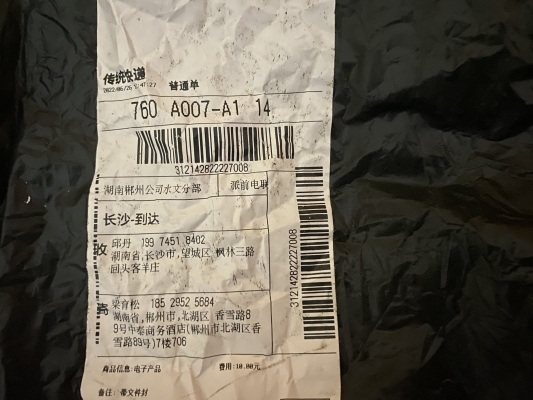 传统快递
普通单
760 A007-A1 14
312142822227008
湖南郴州公司水文分部
派前电联
长沙-到达
收
邱丹 199 7451 8402
湖南省,长沙市,望城区 枫林三路
回头客羊庄
312142822227008
寄
梁育松 185 2952 5684
湖南省,郴州市,北湖区 香雪路8
9号中泰商务酒店(郴州市北湖区香
雪路89号)7楼706
商品信息:电子产品
费用:10.00元
备注:带文件封